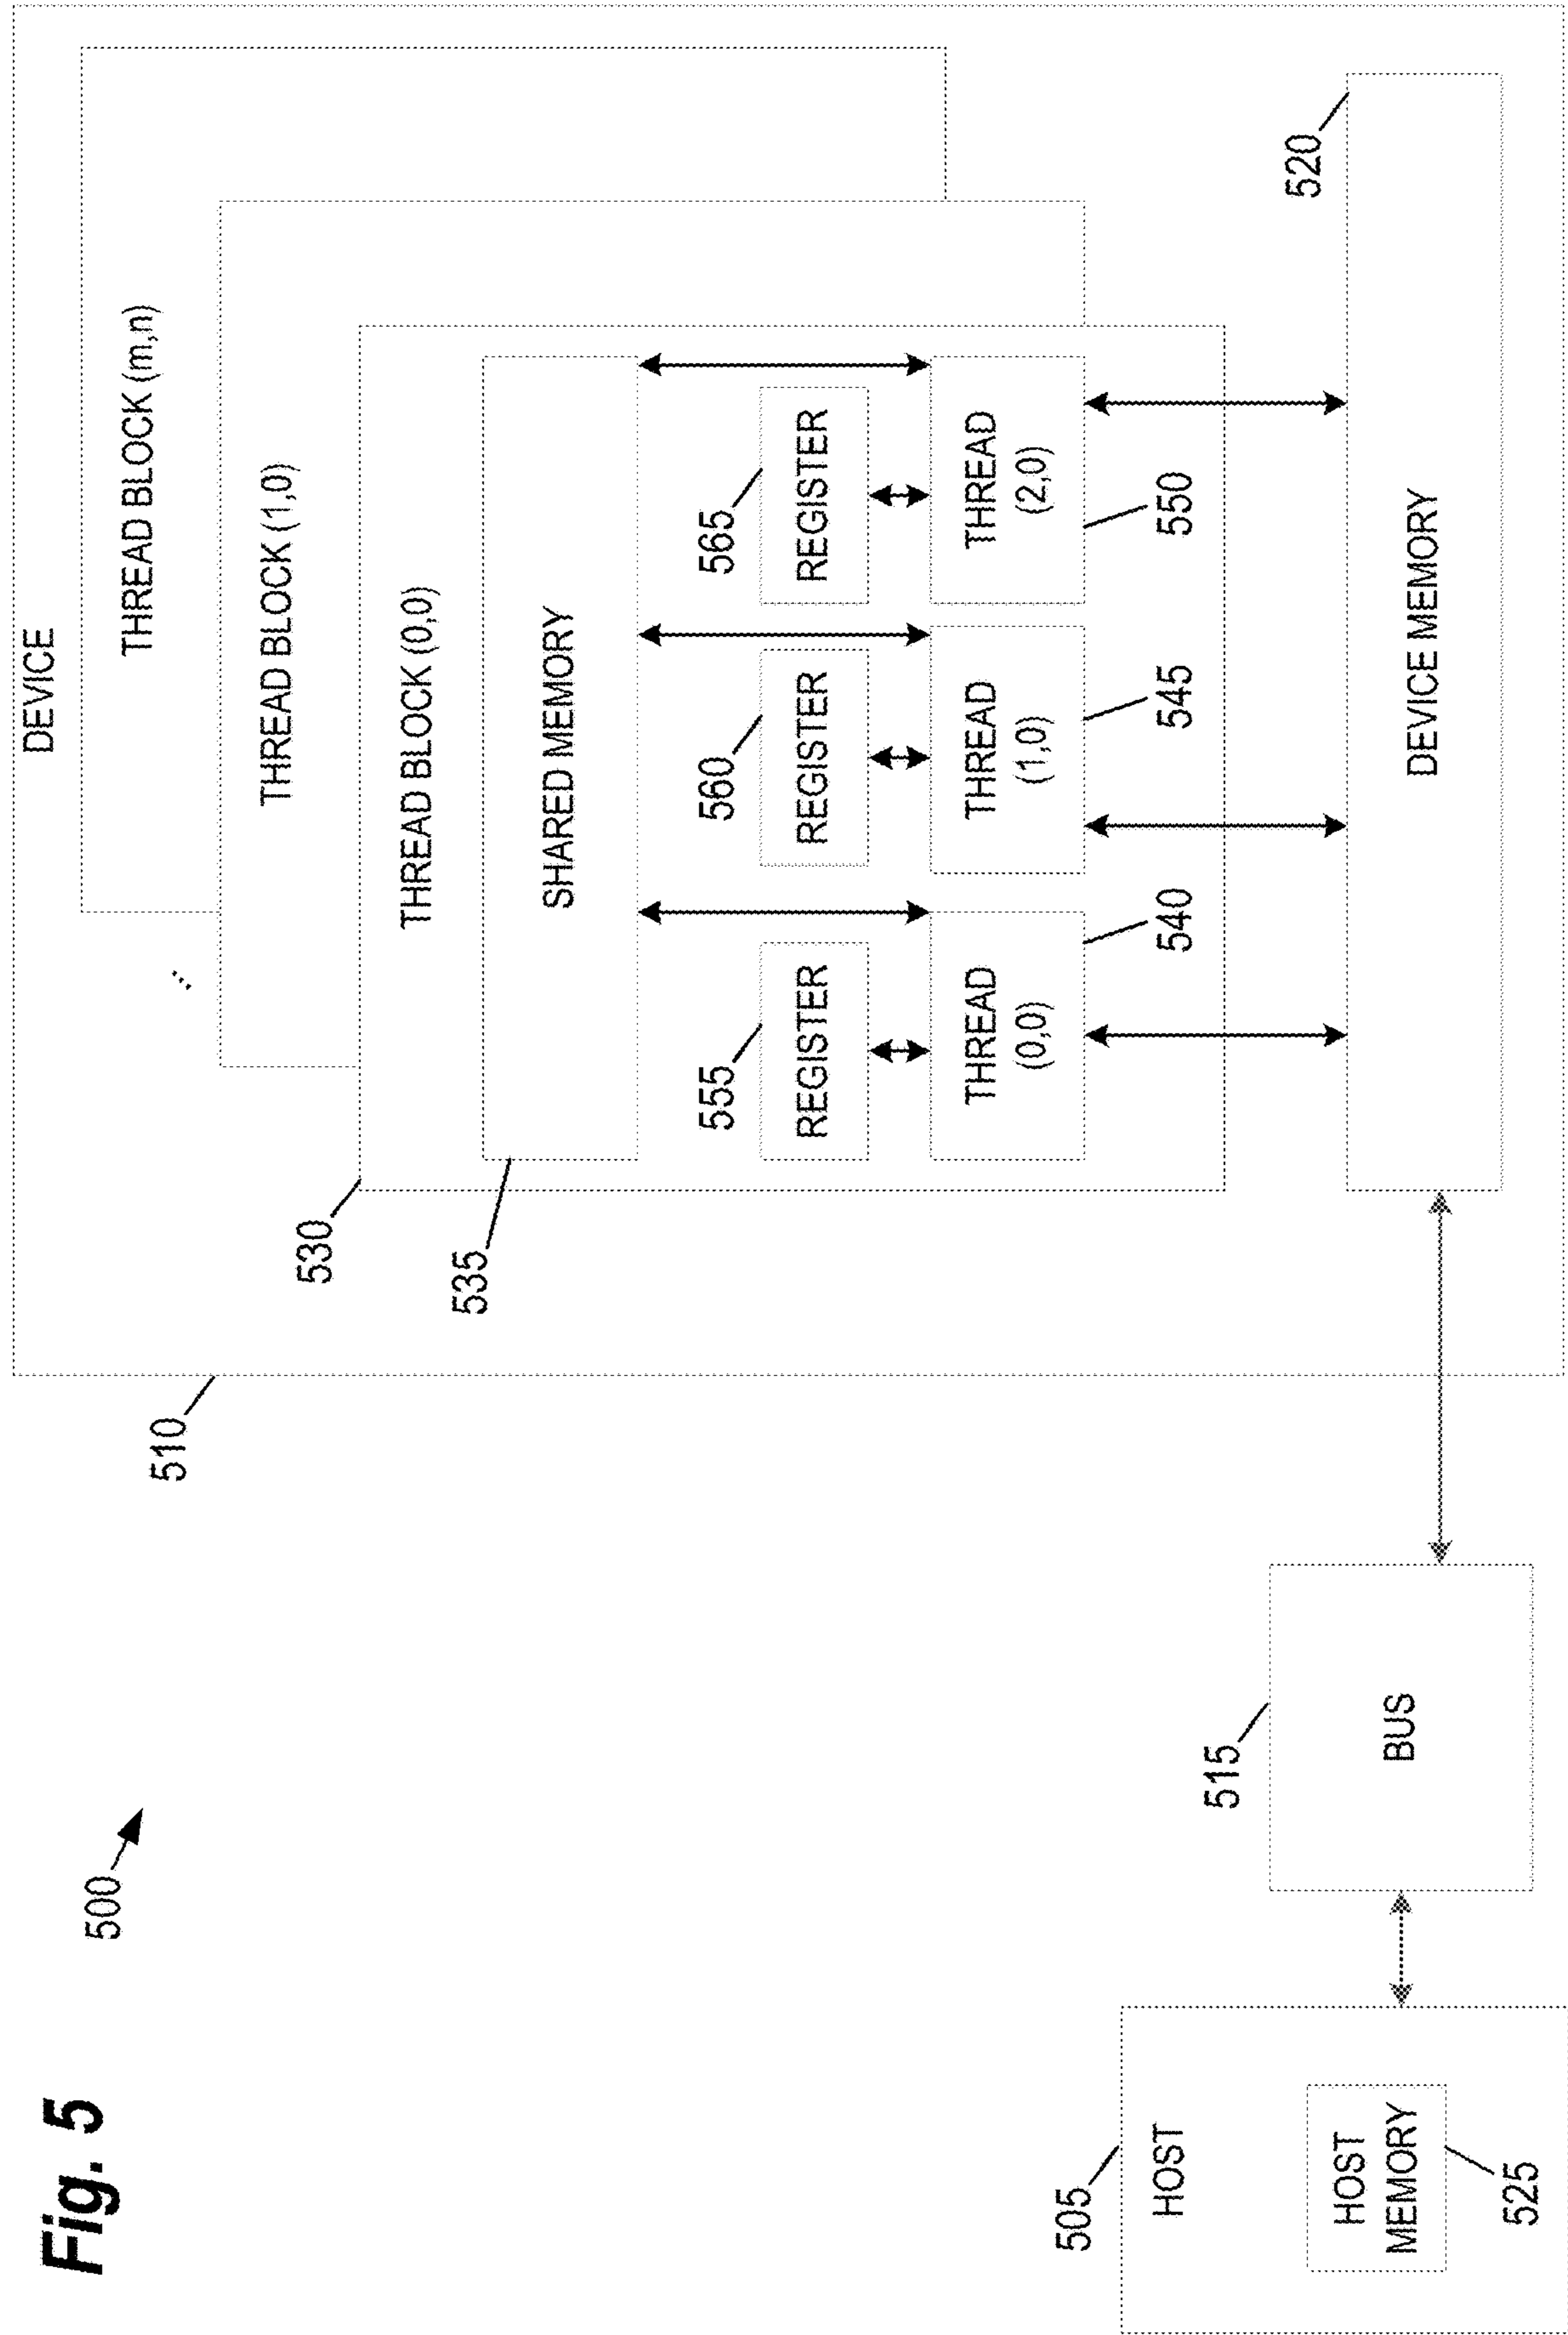 Fig. 5
500
DEVICE
510
THREAD BLOCK (m,n)
...
THREAD BLOCK (1,0)
530
THREAD BLOCK (0,0)
535
SHARED MEMORY
555
REGISTER
560
REGISTER
565
REGISTER
THREAD
(0,0)
540
THREAD
(1,0)
545
THREAD
(2,0)
550
520
DEVICE MEMORY
515
BUS
505
HOST
HOST
MEMORY
525